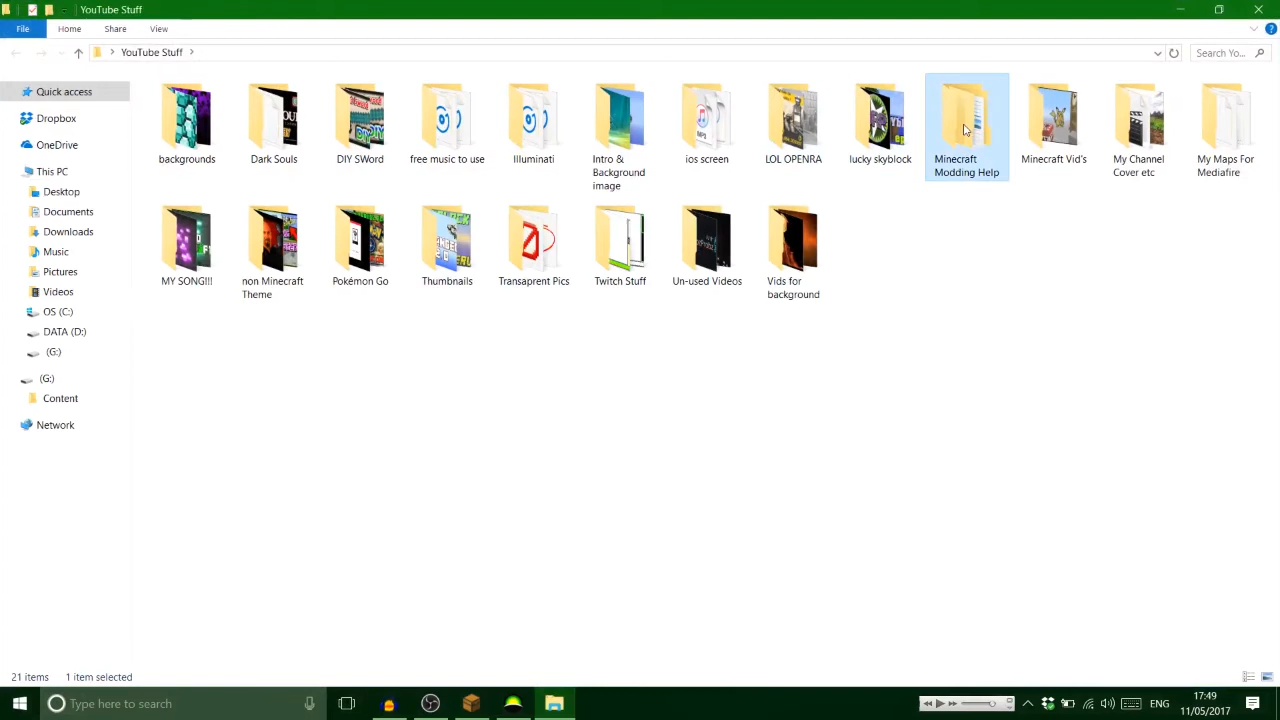 YouTube Stuff
File Home Share View
YouTube Stuff
Search Yo...
Quick access
Dropbox
OneDrive
This PC
Desktop
Documents
Downloads
Music
Pictures
Videos
OS (C:)
DATA (D:)
(G:)
(G:)
Content
Network
backgrounds
Dark Souls
DIY SWord
free music to use
Illuminati
Intro &
Background
image
ios screen
LOL OPENRA
lucky skyblock
Minecraft
Modding Help
Minecraft Vid's
My Channel
Cover etc
My Maps For
Mediafire
MY SONG!!!
non Minecraft
Theme
Pokémon Go
Thumbnails
Transaprent Pics
Twitch Stuff
Un-used Videos
Vids for
background
21 items 1 item selected
Type here to search
ENG
17:49
11/05/2017